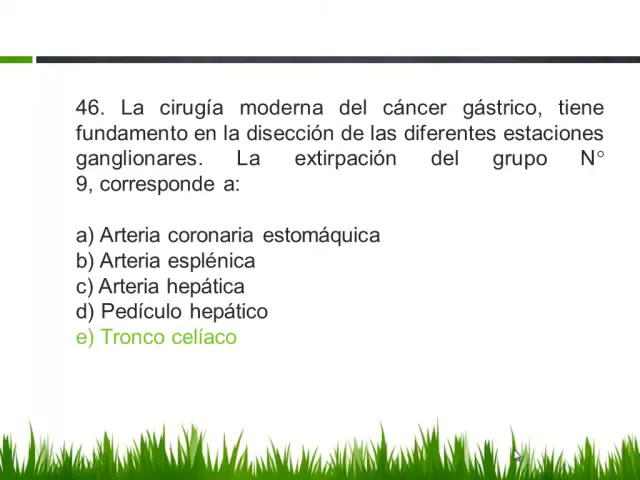 46. La cirugía moderna del cáncer gástrico, tiene
fundamento en la disección de las diferentes estaciones
ganglionares. La extirpación del grupo N°
9, corresponde a:
a) Arteria coronaria estomáquica
b) Arteria esplénica
c) Arteria hepática
d) Pedículo hepático
e) Tronco celíaco